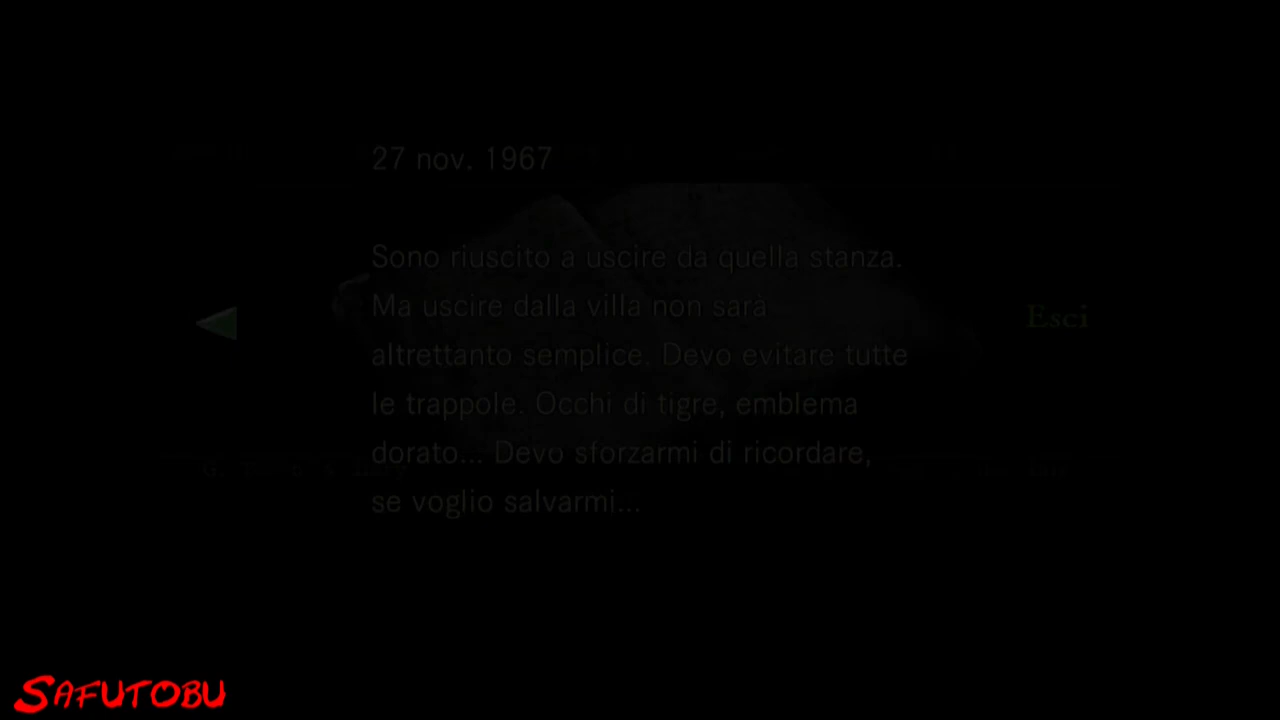 27 nov. 1967
Sono riuscito a uscire da quella stanza.
Ma uscire dalla villa non sarà
altrettanto semplice. Devo evitare tutte
le trappole. Occhi di tigre, emblema
dorato... Devo sforzarmi di ricordare,
se voglio salvarmi...
Esci
SAFUTOBU